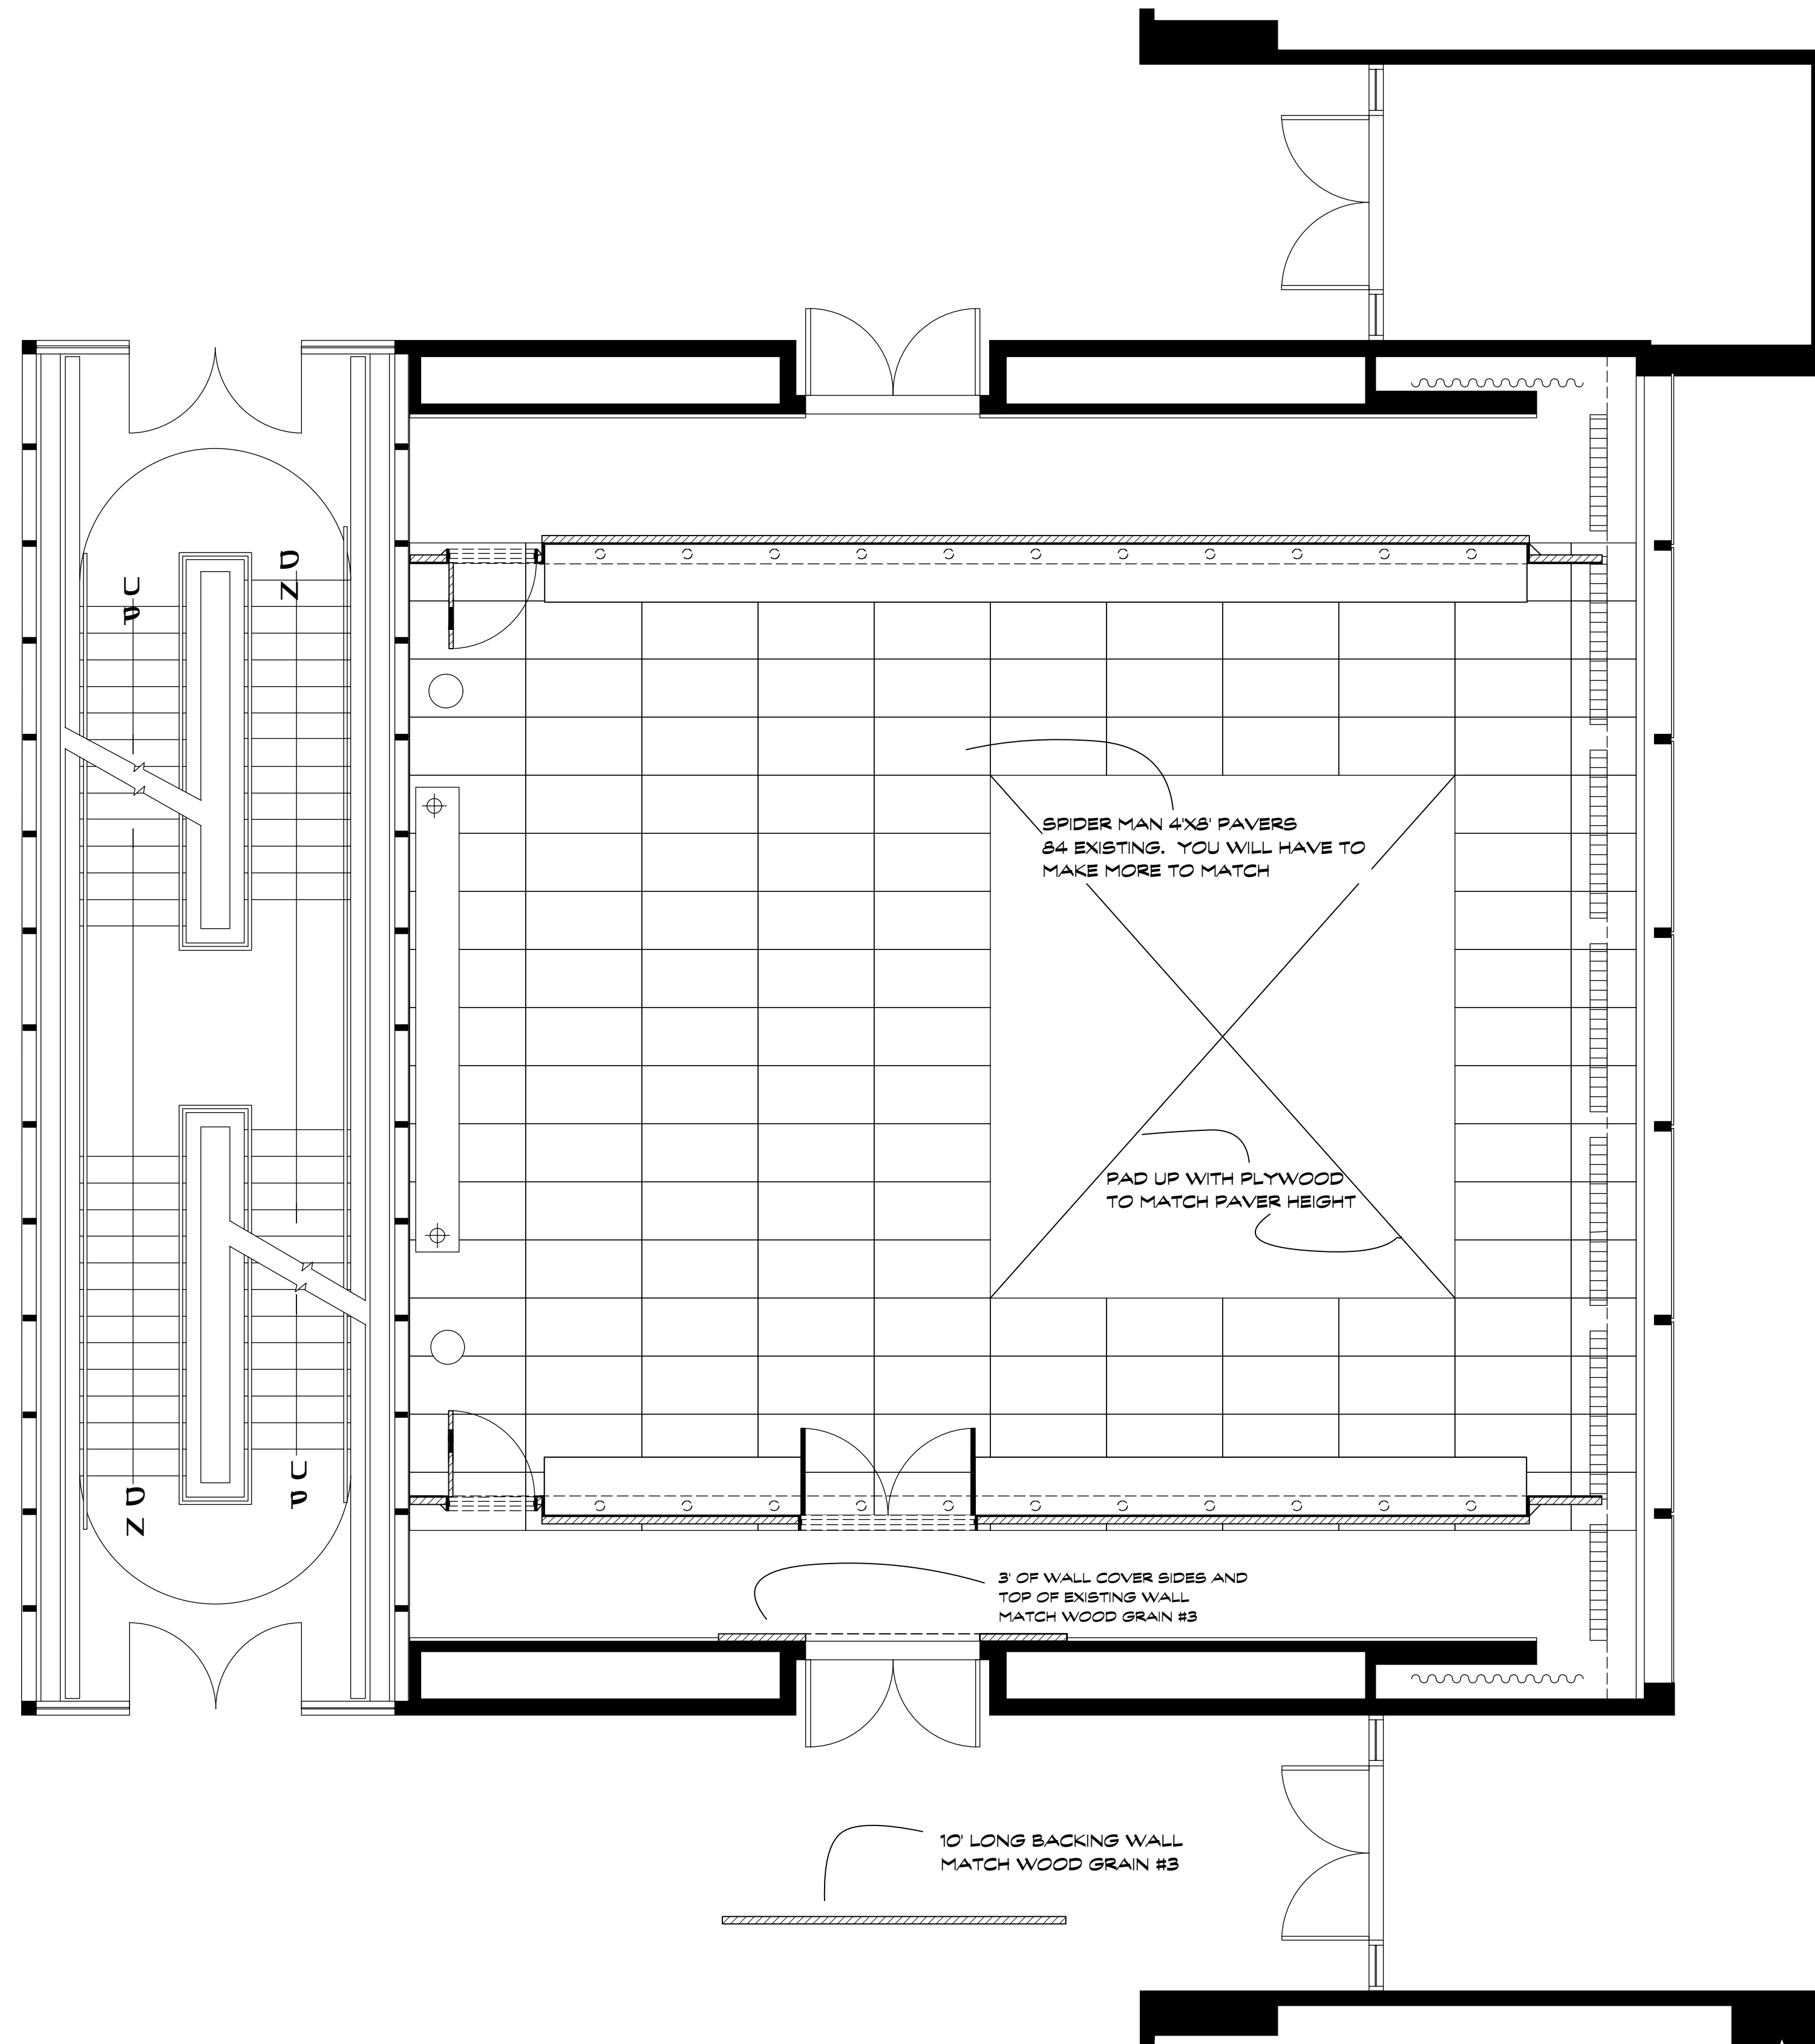 UP
DN
SPIDER MAN 4'X8' PAVERS
84 EXISTING. YOU WILL HAVE TO
MAKE MORE TO MATCH
PAD UP WITH PLYWOOD
TO MATCH PAVER HEIGHT
UP
DN
3' OF WALL COVER SIDES AND
TOP OF EXISTING WALL
MATCH WOOD GRAIN #3
10' LONG BACKING WALL
MATCH WOOD GRAIN #3